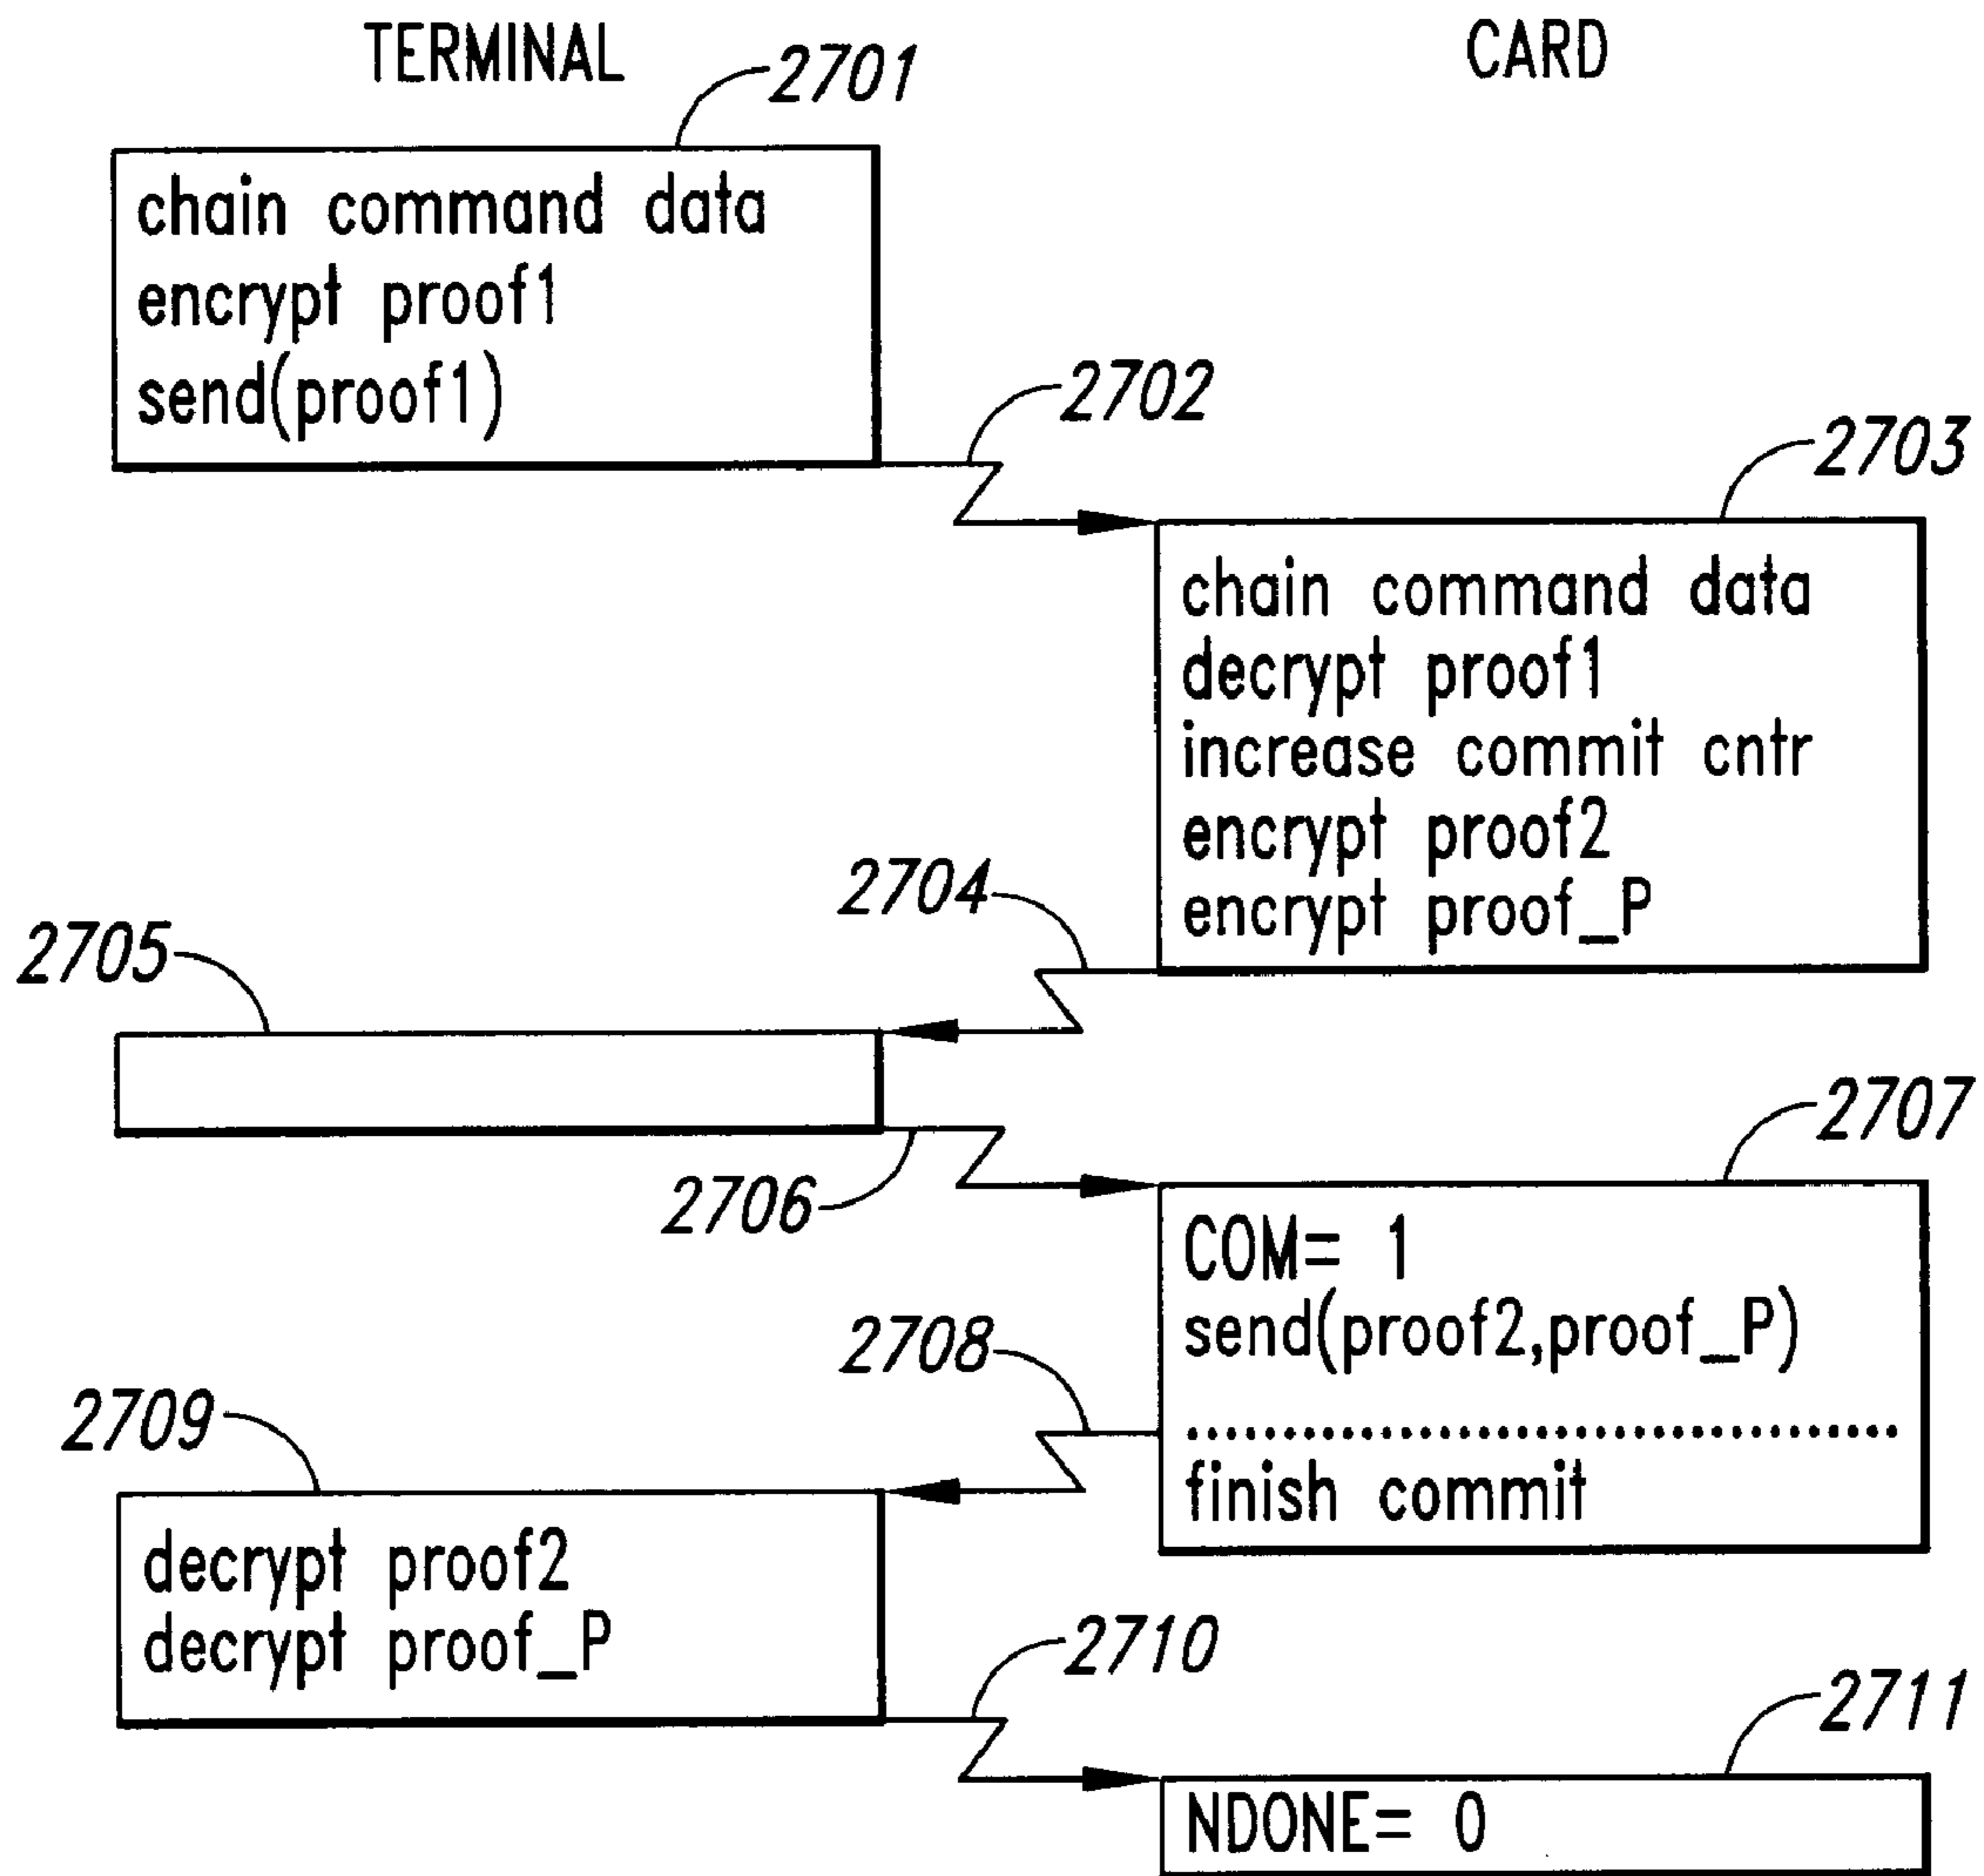 TERMINAL
CARD
2701
chain command data
encrypt proof1
send(proof1)
2702
2703
chain command data
decrypt proof1
increase commit cntr
encrypt proof2
encrypt proof_P
2704
2705
2706
2707
COM= 1
send(proof2,proof_P)
finish commit
2708
2709
decrypt proof2
decrypt proof_P
2710
2711
NDONE= 0